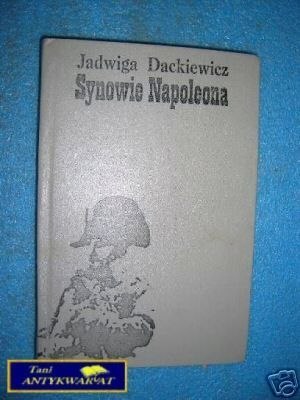 Jadwiga Dackiewicz
Synowie Napoleona
Tani
ANTYKWARIAT